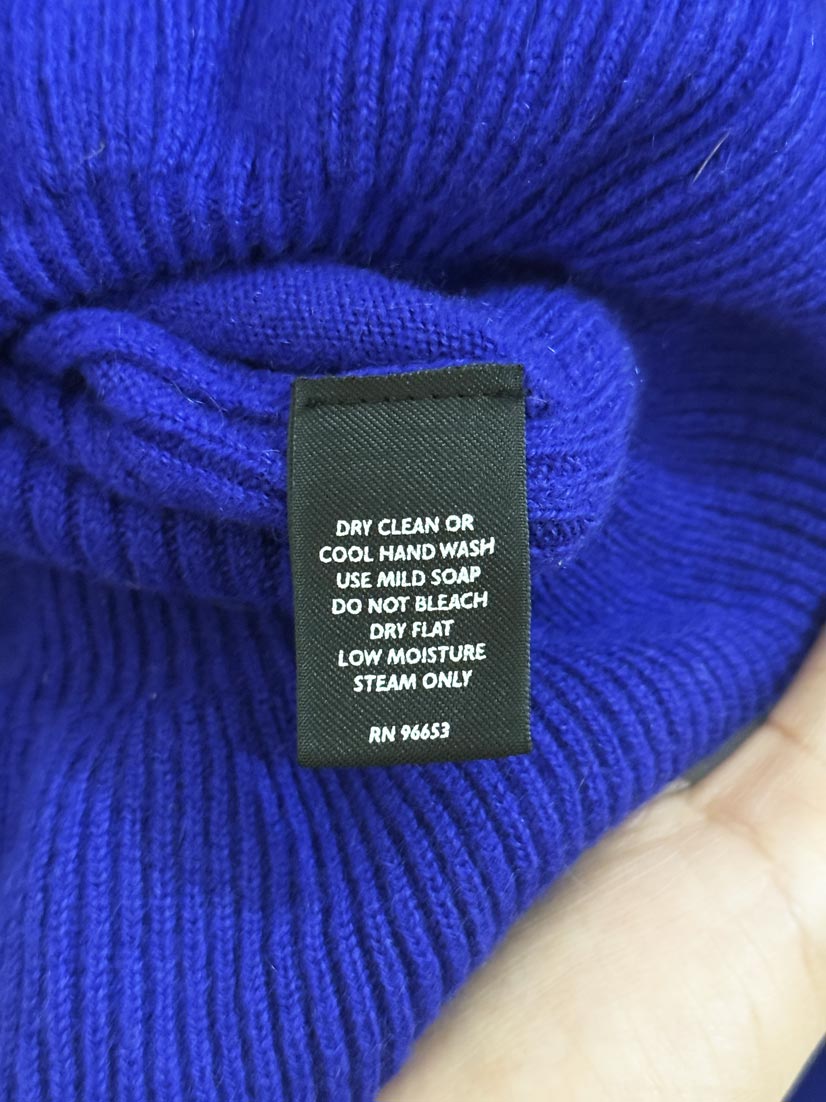 DRY CLEAN OR
COOL HAND WASH
USE MILD SOAP
DO NOT BLEACH
DRY FLAT
LOW MOISTURE
STEAM ONLY
RN 96653